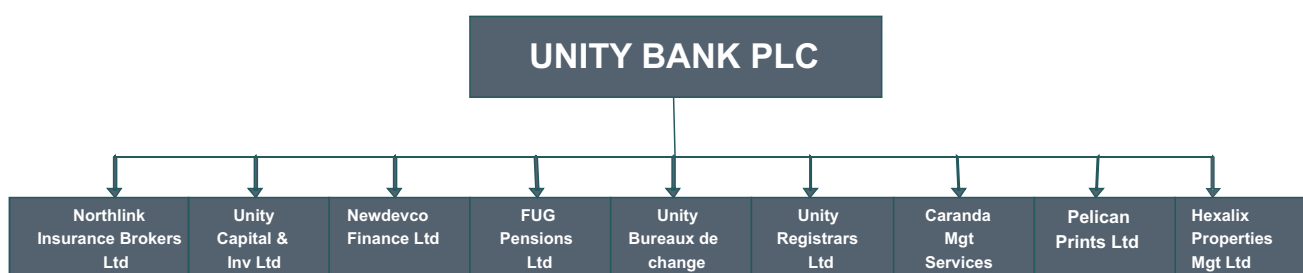 UNITY BANK PLC
Northlink
Insurance Brokers
Ltd
Unity
Capital &
Inv Ltd
Newdevco
Finance Ltd
FUG
Pensions
Ltd
Unity
Bureaux de
change
Unity
Registrars
Ltd
Caranda
Mgt
Services
Pelican
Prints Ltd
Hexalix
Properties
Mgt Ltd